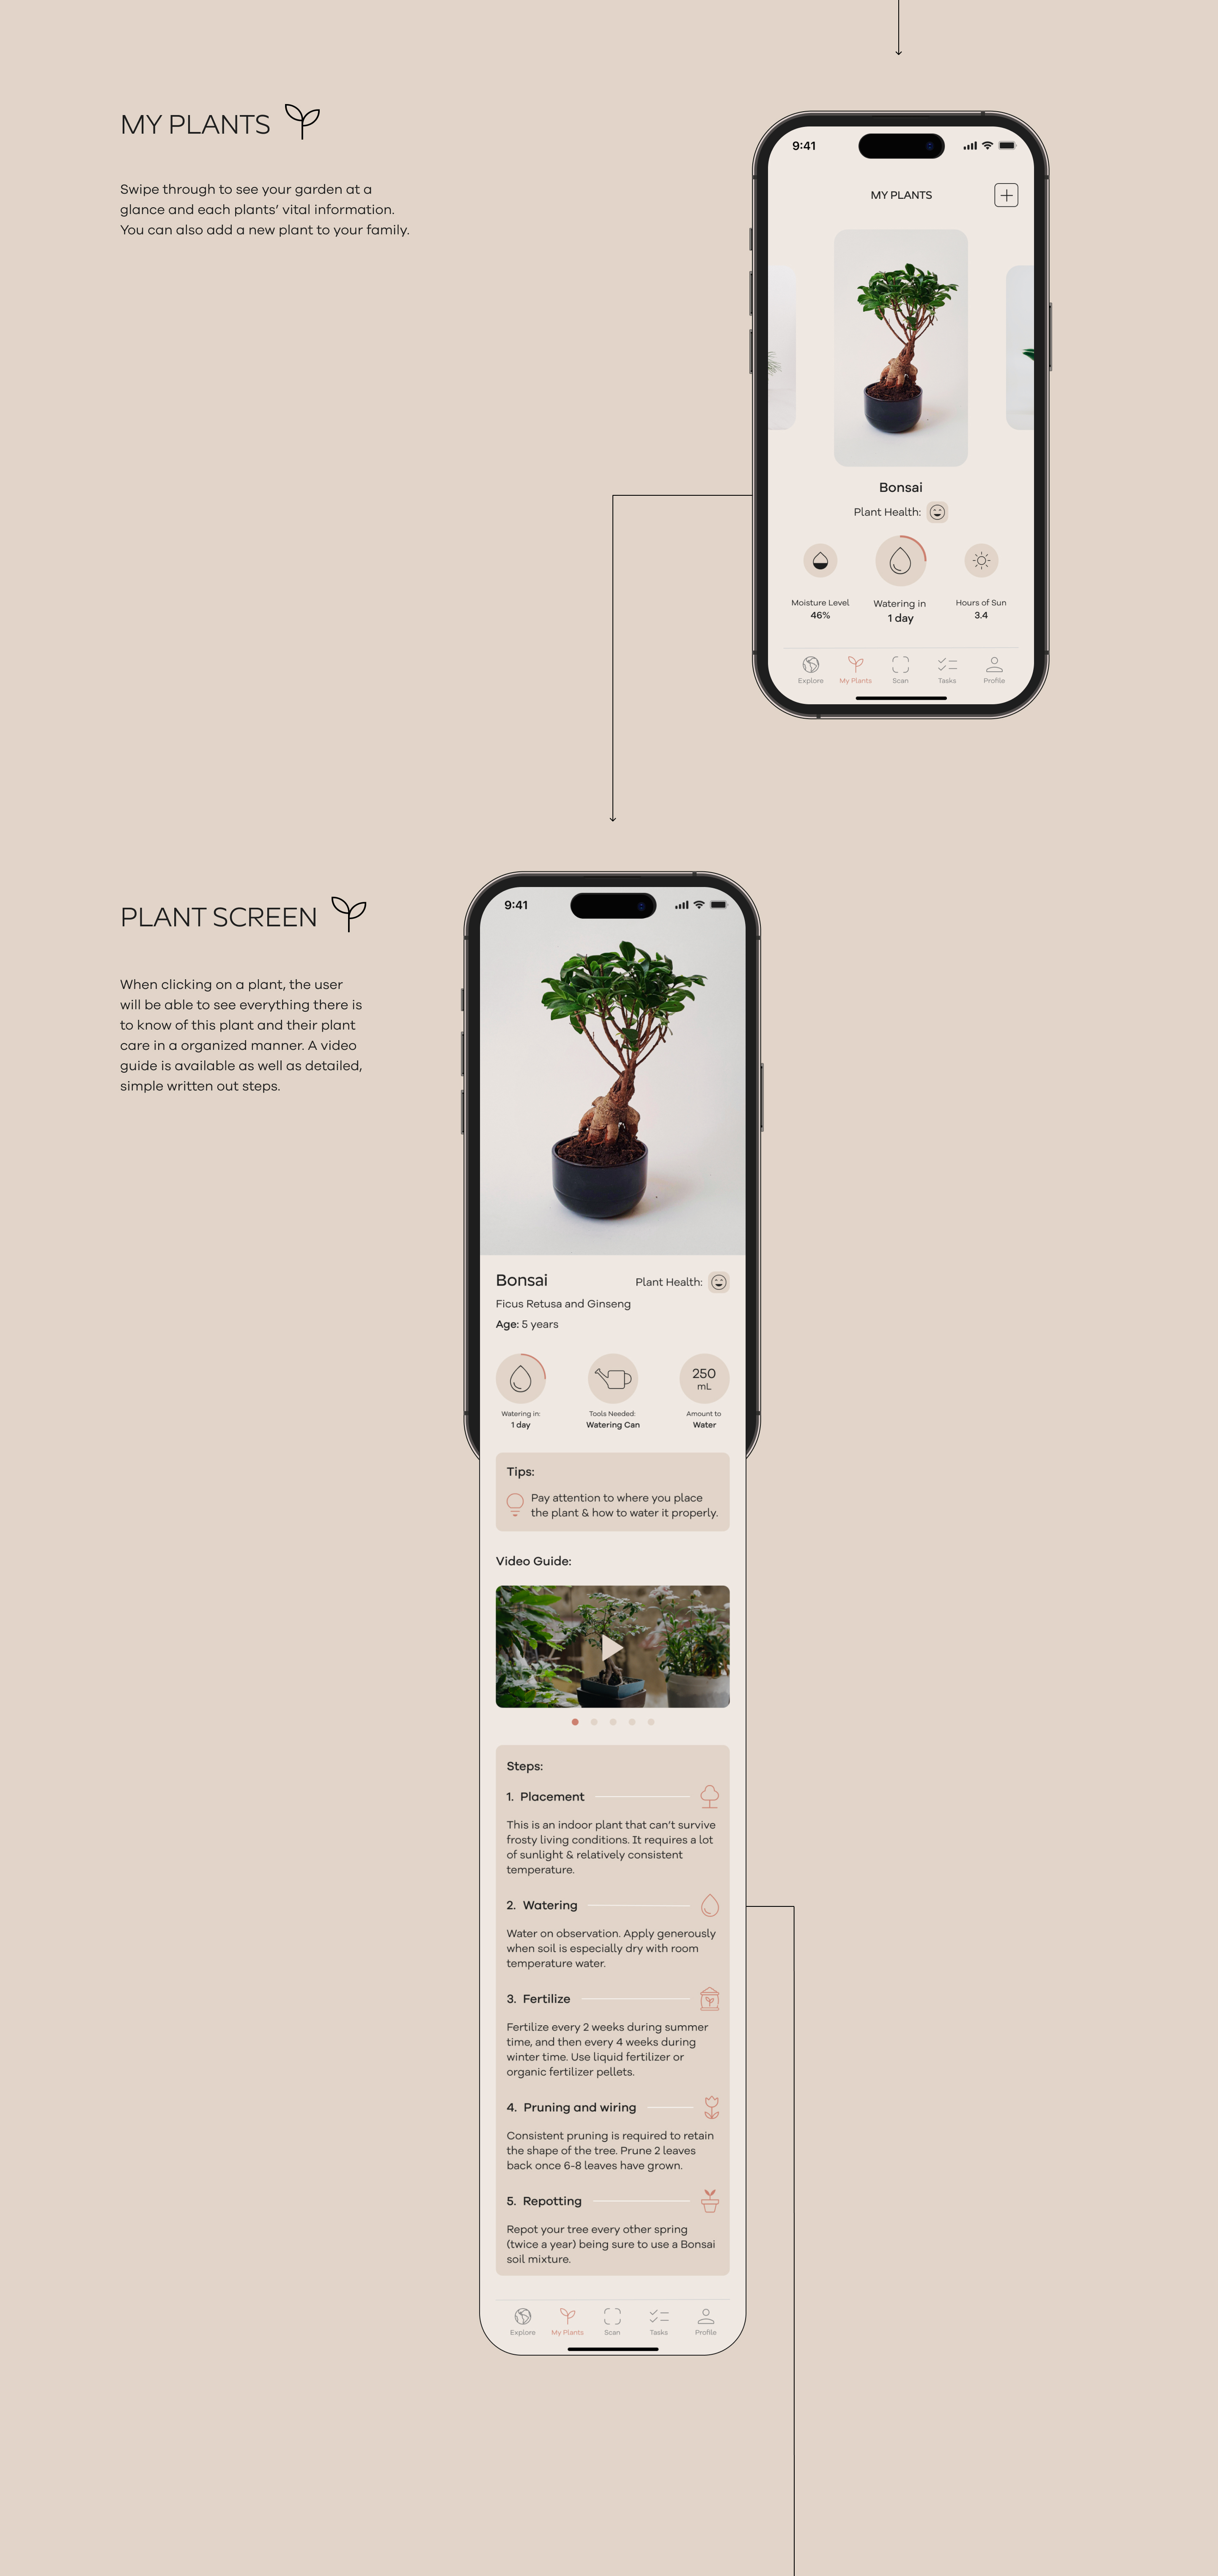 MY PLANTS
Swipe through to see your garden at a
glance and each plants’ vital information.
You can also add a new plant to your family.
9:41
MY PLANTS
Bonsai
Plant Health:
Moisture Level
46%
Watering in
1 day
Hours of Sun
3.4
Explore
My Plants
Scan
Tasks
Profile
PLANT SCREEN
When clicking on a plant, the user
will be able to see everything there is
to know of this plant and their plant
care in a organized manner. A video
guide is available as well as detailed,
simple written out steps.
9:41
Bonsai
Plant Health:
Ficus Retusa and Ginseng
Age: 5 years
Watering in:
1 day
Tools Needed:
Watering Can
250
mL
Amount to
Water
Tips:
Pay attention to where you place
the plant & how to water it properly.
Video Guide:
Steps:
1. Placement
This is an indoor plant that can’t survive
frosty living conditions. It requires a lot
of sunlight & relatively consistent
temperature.
2. Watering
Water on observation. Apply generously
when soil is especially dry with room
temperature water.
3. Fertilize
Fertilize every 2 weeks during summer
time, and then every 4 weeks during
winter time. Use liquid fertilizer or
organic fertilizer pellets.
4. Pruning and wiring
Consistent pruning is required to retain
the shape of the tree. Prune 2 leaves
back once 6-8 leaves have grown.
5. Repotting
Repot your tree every other spring
(twice a year) being sure to use a Bonsai
soil mixture.
Explore
My Plants
Scan
Tasks
Profile